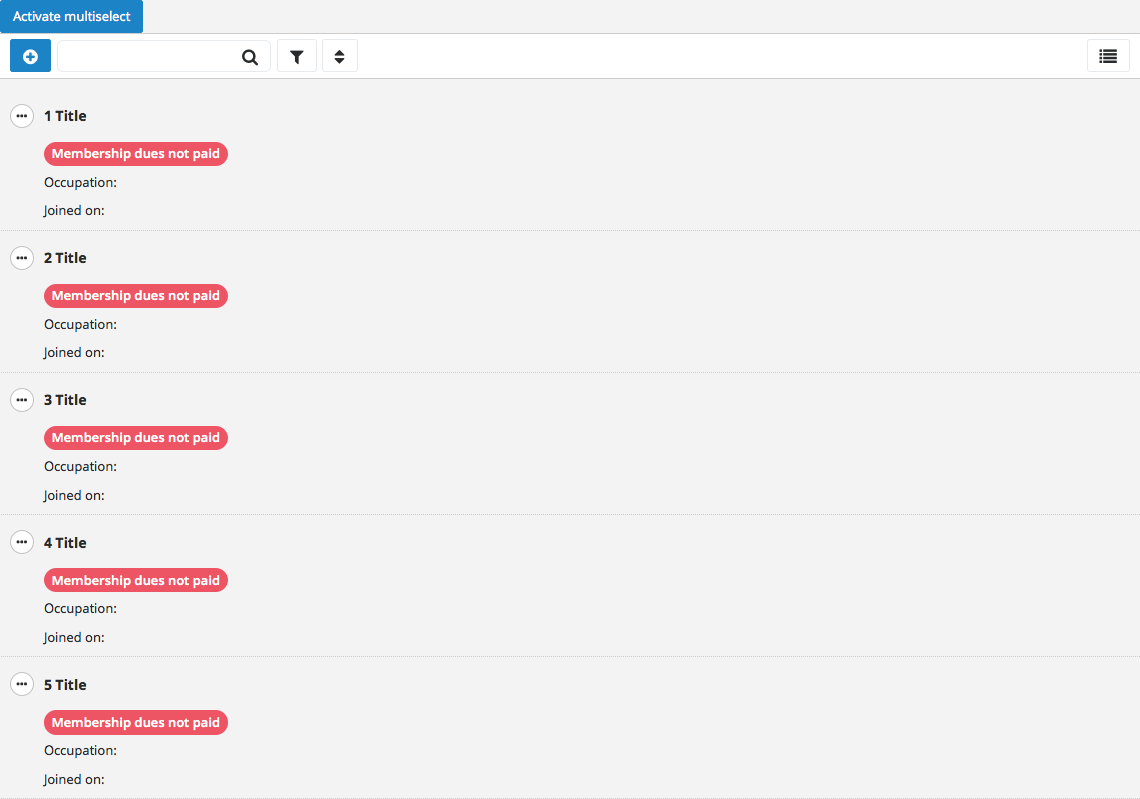 Activate multiselect
1 Title
Membership dues not paid
Occupation:
Joined on:
2 Title
Membership dues not paid
Occupation:
Joined on:
3 Title
Membership dues not paid
Occupation:
Joined on:
4 Title
Membership dues not paid
Occupation:
Joined on:
5 Title
Membership dues not paid
Occupation:
Joined on: